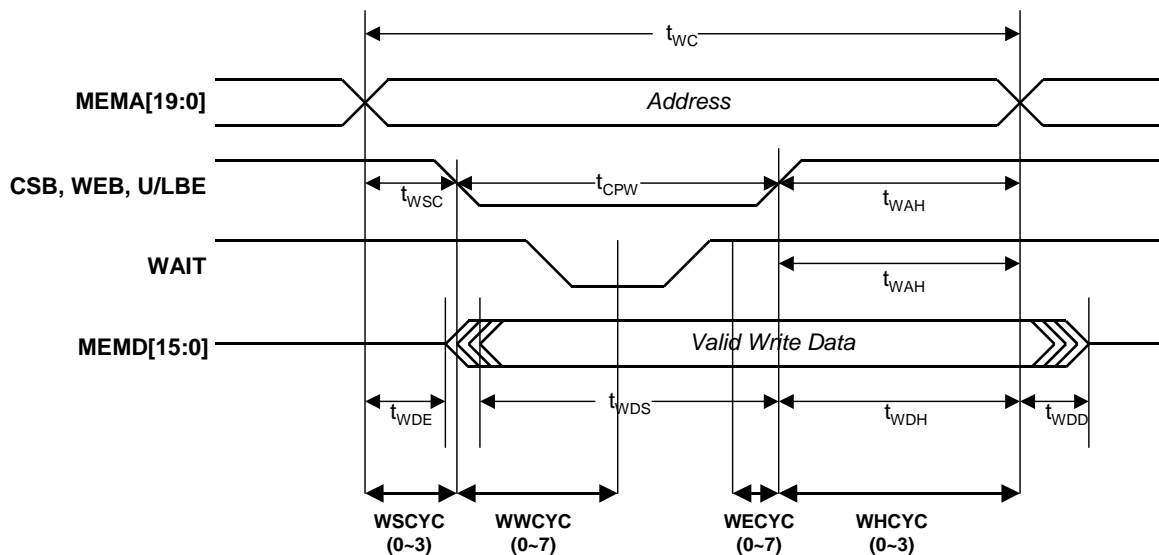 tWC
MEMA[19:0]
Address
CSB, WEB, U/LBE
tWSC
tCPW
tWAH
WAIT
tWAH
MEMD[15:0]
Valid Write Data
tWDE
tWDS
tWDH
tWDD
WSCYC
(0~3)
WWCYC
(0~7)
WECYC
(0~7)
WHCYC
(0~3)